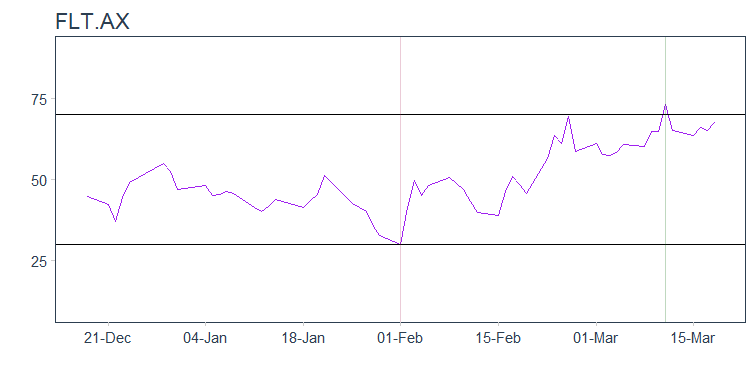 FLT.AX
75
50
25
21-Dec
04-Jan
18-Jan
01-Feb
15-Feb
01-Mar
15-Mar